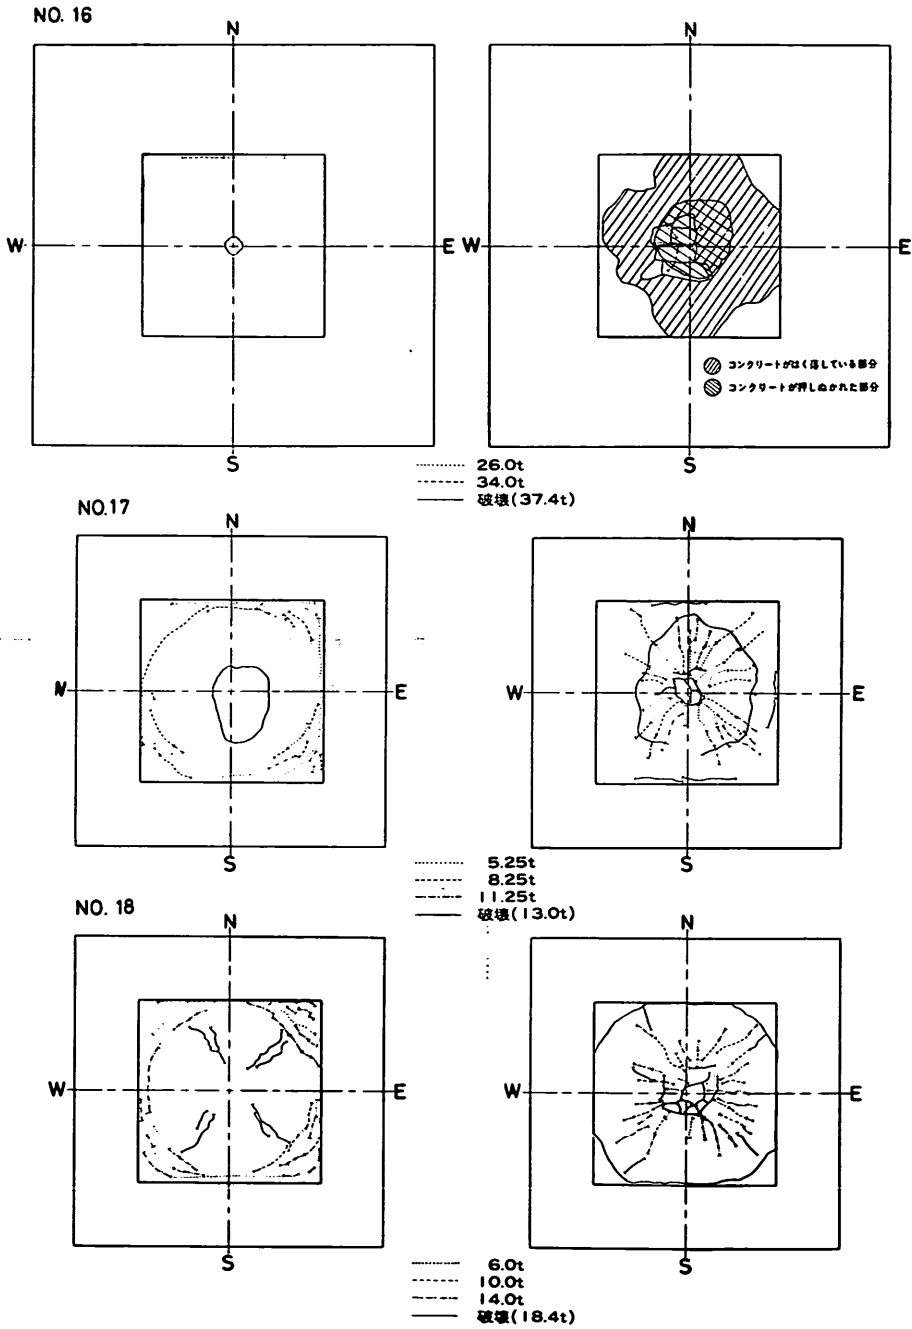 NO. 16
N
N
W
E
W
E
コンクリートがはく落している部分
コンクリートが押しぬかれた部分
S
S
26.0t
34.0t
破壊(37.4t)
NO.17
N
N
W
E
W
E
S
S
5.25t
8.25t
11.25t
破壊(13.0t)
NO. 18
N
N
W
E
W
E
S
S
6.0t
10.0t
14.0t
破壊(18.4t)